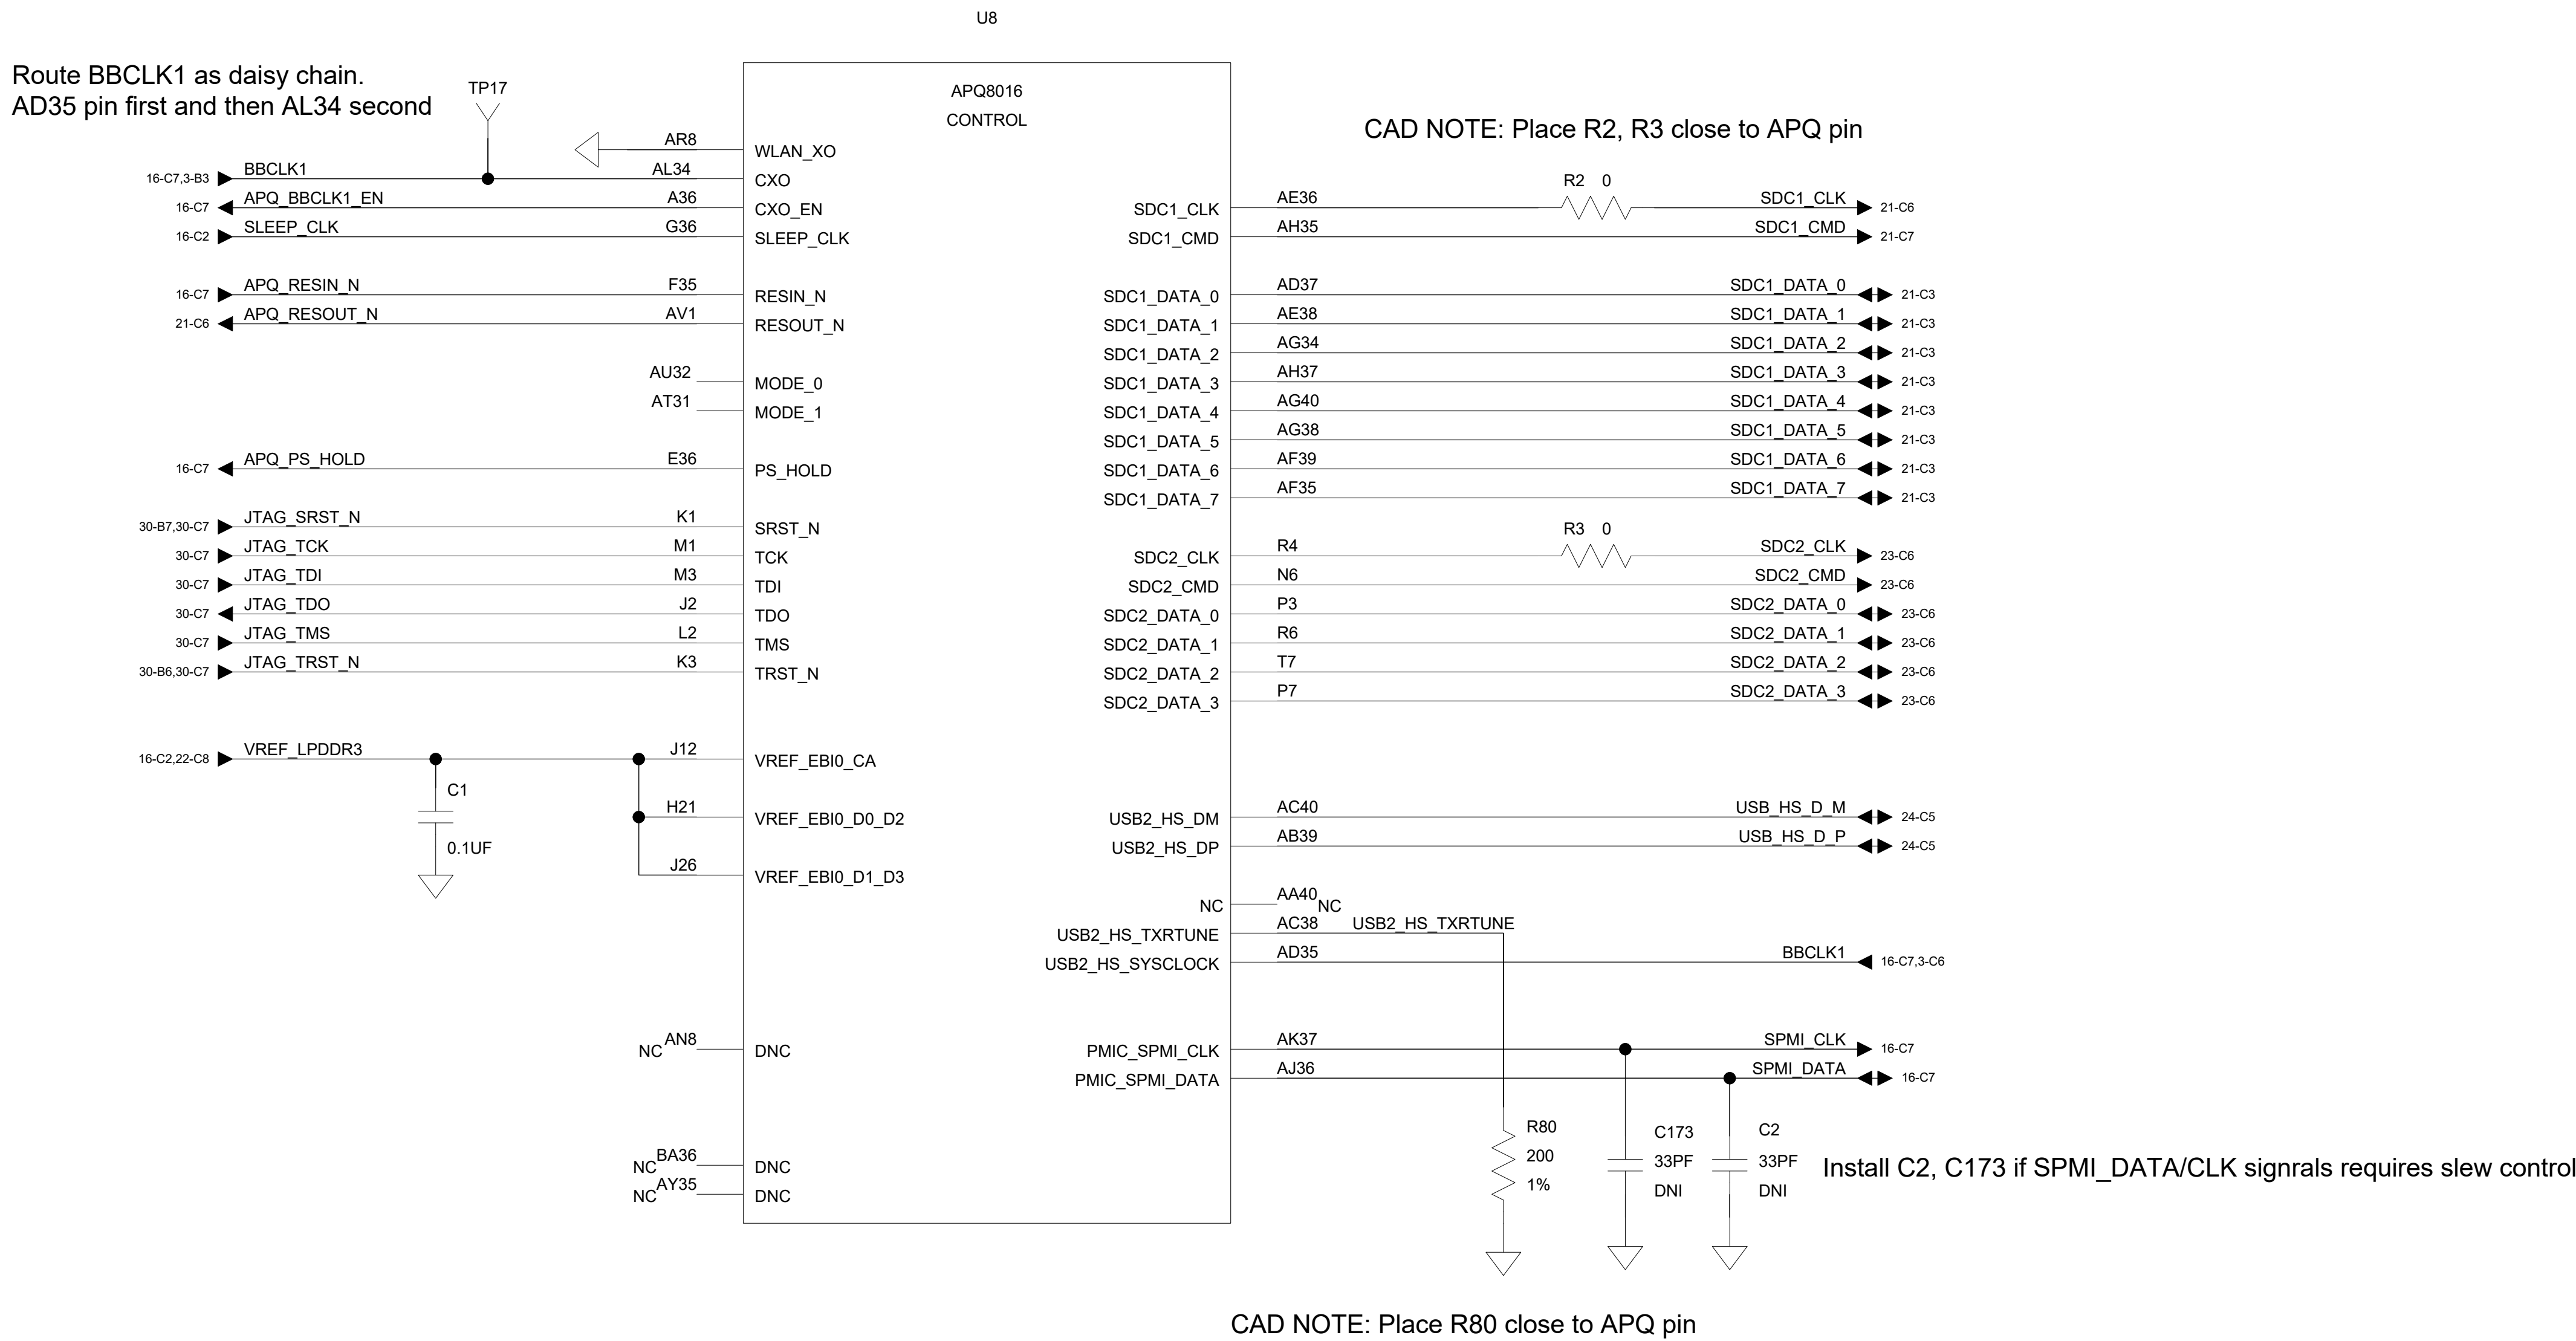 U8
Route BBCLK1 as daisy chain.
AD35 pin first and then AL34 second
TP17
APQ8016
CONTROL
AR8 WLAN_XO
16-C7,3-B3 BBCLK1 AL34 CXO
16-C7 APQ_BBCLK1_EN A36 CXO_EN
16-C2 SLEEP_CLK G36 SLEEP_CLK
16-C7 APQ_RESIN_N F35 RESIN_N
21-C6 APQ_RESOUT_N AV1 RESOUT_N
AU32 MODE_0
AT31 MODE_1
16-C7 APQ_PS_HOLD E36 PS_HOLD
30-B7,30-C7 JTAG_SRST_N K1 SRST_N
30-C7 JTAG_TCK M1 TCK
30-C7 JTAG_TDI M3 TDI
30-C7 JTAG_TDO J2 TDO
30-C7 JTAG_TMS L2 TMS
30-B6,30-C7 JTAG_TRST_N K3 TRST_N
16-C2,22-C8 VREF_LPDDR3 J12 VREF_EBI0_CA
C1
0.1UF
H21 VREF_EBI0_D0_D2
J26 VREF_EBI0_D1_D3
NC AN8 DNC
NC BA36 DNC
NC AY35 DNC
CAD NOTE: Place R2, R3 close to APQ pin
SDC1_CLK AE36 R2 0 SDC1_CLK 21-C6
SDC1_CMD AH35 SDC1_CMD 21-C7
SDC1_DATA_0 AD37 SDC1_DATA_0 21-C3
SDC1_DATA_1 AE38 SDC1_DATA_1 21-C3
SDC1_DATA_2 AG34 SDC1_DATA_2 21-C3
SDC1_DATA_3 AH37 SDC1_DATA_3 21-C3
SDC1_DATA_4 AG40 SDC1_DATA_4 21-C3
SDC1_DATA_5 AG38 SDC1_DATA_5 21-C3
SDC1_DATA_6 AF39 SDC1_DATA_6 21-C3
SDC1_DATA_7 AF35 SDC1_DATA_7 21-C3
SDC2_CLK R4 R3 0 SDC2_CLK 23-C6
SDC2_CMD N6 SDC2_CMD 23-C6
SDC2_DATA_0 P3 SDC2_DATA_0 23-C6
SDC2_DATA_1 R6 SDC2_DATA_1 23-C6
SDC2_DATA_2 T7 SDC2_DATA_2 23-C6
SDC2_DATA_3 P7 SDC2_DATA_3 23-C6
USB2_HS_DM AC40 USB_HS_D_M 24-C5
USB2_HS_DP AB39 USB_HS_D_P 24-C5
NC AA40 NC
USB2_HS_TXRTUNE AC38 USB2_HS_TXRTUNE
USB2_HS_SYSCLOCK AD35 BBCLK1 16-C7,3-C6
PMIC_SPMI_CLK AK37 SPMI_CLK 16-C7
PMIC_SPMI_DATA AJ36 SPMI_DATA 16-C7
R80
200
1%
C173
33PF
DNI
C2
33PF
DNI
Install C2, C173 if SPMI_DATA/CLK signrals requires slew control
CAD NOTE: Place R80 close to APQ pin